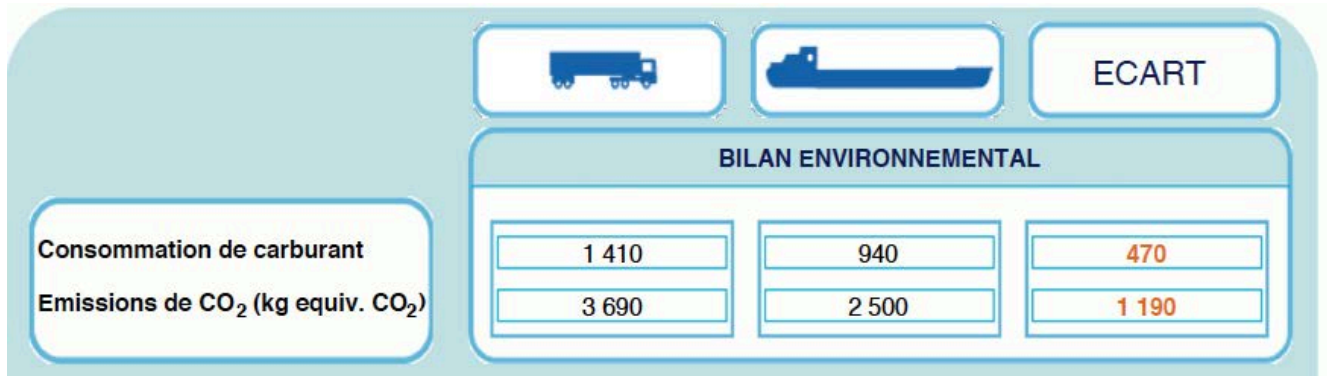 ECART
BILAN ENVIRONNEMENTAL
Consommation de carburant 1 410 940 470
Emissions de CO₂ (kg equiv. CO₂) 3 690 2 500 1 190